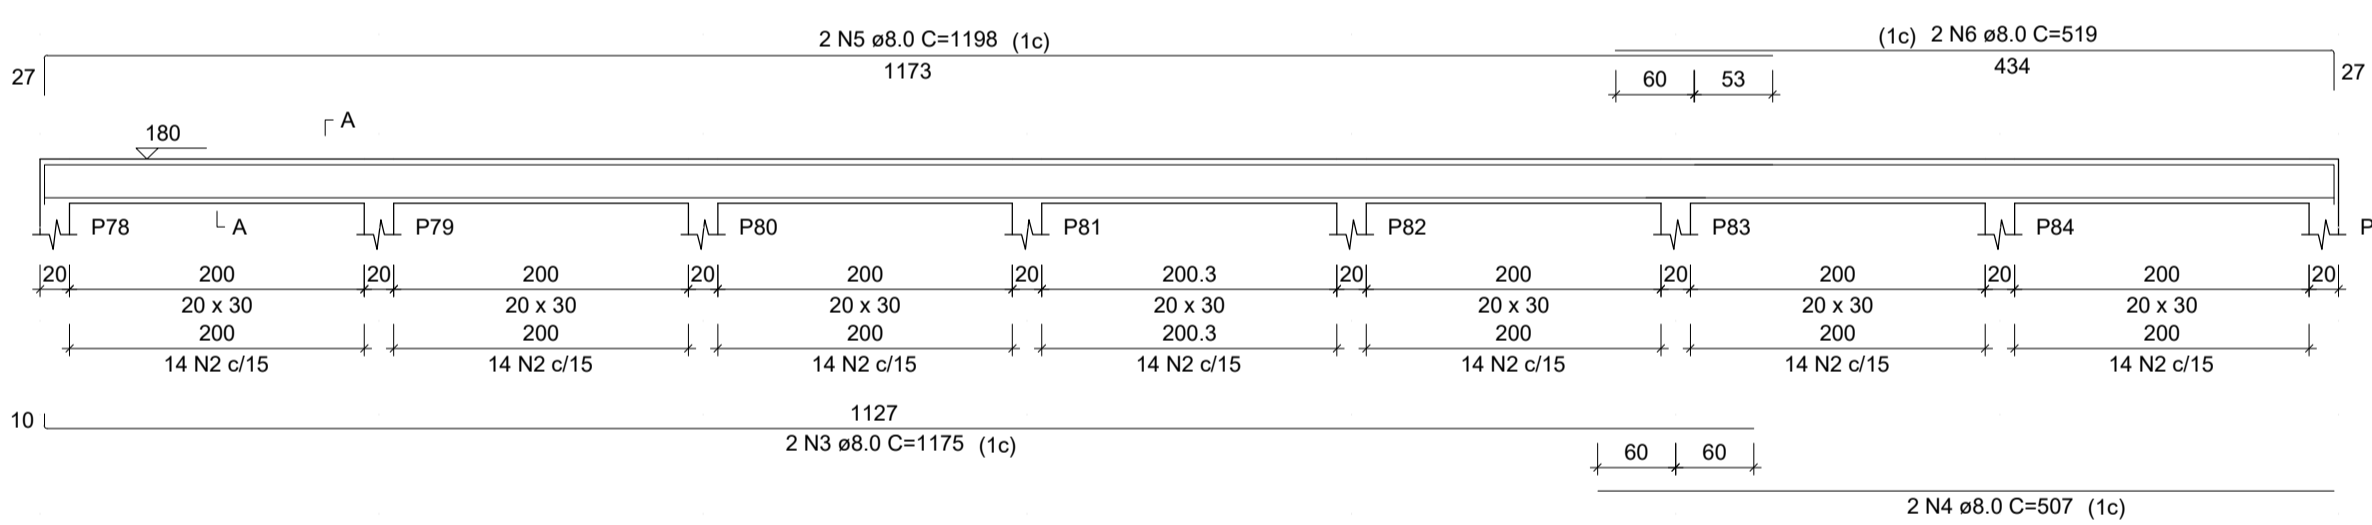 2 N5 ø8.0 C=1198 (1c)
(1c) 2 N6 ø8.0 C=519
27
1173
60 53
434
27
180
A
A
P78 P79 P80 P81 P82 P83 P84 P
20 200 20 200 20 200 20 200.3 20 200 20 200 20 200 20
20 x 30 20 x 30 20 x 30 20 x 30 20 x 30 20 x 30 20 x 30
200 200 200 200.3 200 200 200
14 N2 c/15 14 N2 c/15 14 N2 c/15 14 N2 c/15 14 N2 c/15 14 N2 c/15 14 N2 c/15
10
1127
2 N3 ø8.0 C=1175 (1c)
60 60
2 N4 ø8.0 C=507 (1c)